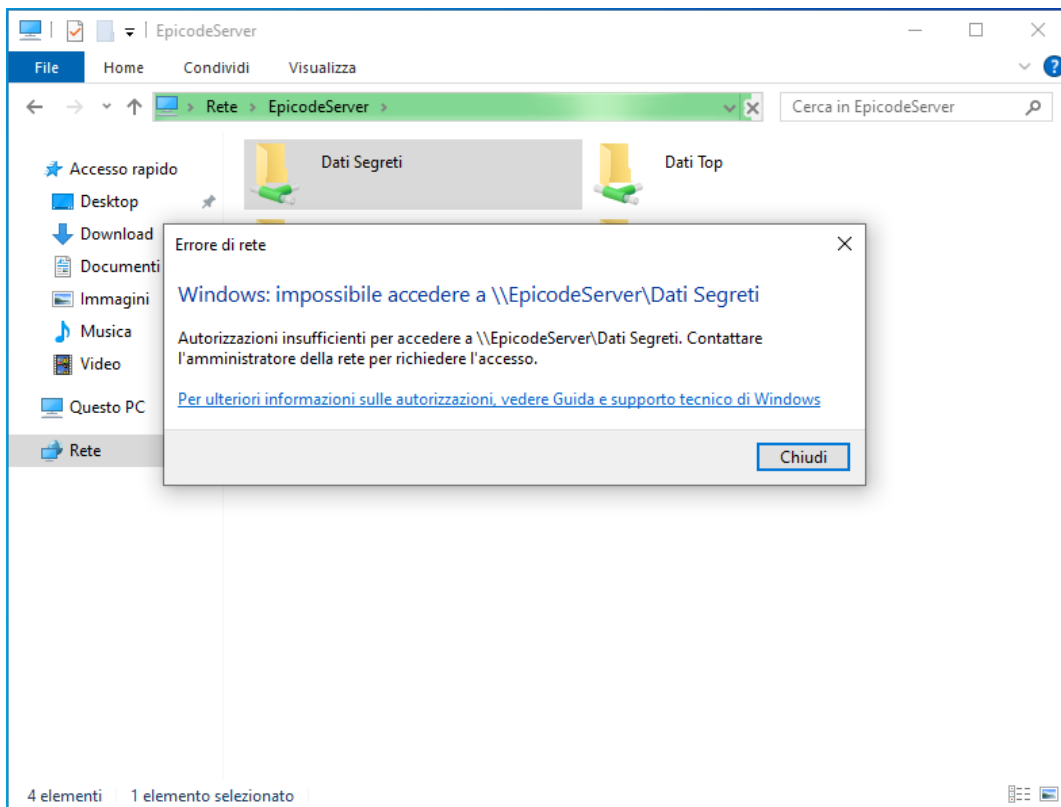 EpicodeServer
File Home Condividi Visualizza
Rete EpicodeServer Cerca in EpicodeServer
Accesso rapido
Desktop
Download
Documenti
Immagini
Musica
Video
Questo PC
Rete
Dati Segreti Dati Top
Errore di rete
Windows: impossibile accedere a \\EpicodeServer\Dati Segreti
Autorizzazioni insufficienti per accedere a \\EpicodeServer\Dati Segreti. Contattare
l'amministratore della rete per richiedere l'accesso.
Per ulteriori informazioni sulle autorizzazioni, vedere Guida e supporto tecnico di Windows
Chiudi
4 elementi 1 elemento selezionato